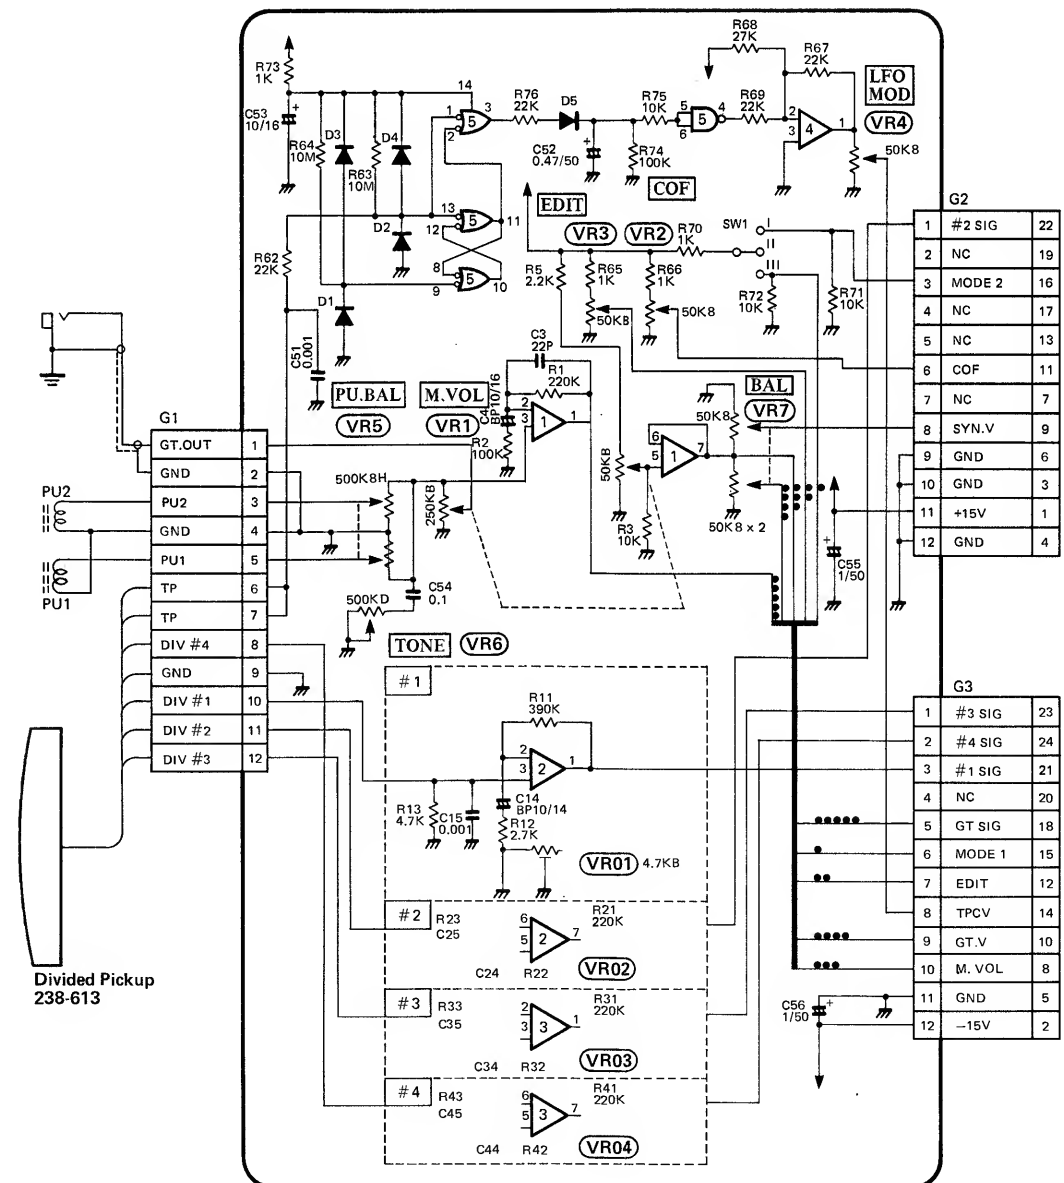 R68
27K
R67
22K
LFO
MOD
VR4
R73
1K
14
R76
22K
D5
R75
10K
R69
22K
1
2
3
5
5
6
5
4
2
3
4
1
50K8
C53
10/16
+
D3
D4
R64
10M
R63
10M
+
C52
0.47/50
R74
100K
COF
EDIT
VR3
VR2
R70
1K
SW1
I
II
III
G2
13
12
5
11
D2
8
9
5
10
R62
22K
D1
R5
2.2K
R65
1K
R66
1K
50KB
50K8
R72
10K
R71
10K
1 #2 SIG 22
2 NC 19
3 MODE 2 16
4 NC 17
5 NC 13
6 COF 11
7 NC 7
8 SYN.V 9
9 GND 6
10 GND 3
11 +15V 1
12 GND 4
C51
0.001
C3
22P
R1
220K
C4
BP10/16
2
3
1
1
R2
100K
PU.BAL
VR5
M.VOL
VR1
BAL
VR7
50K8
6
5
1
7
50KB
50K8 x 2
R3
10K
+
C55
1/50
G1
GT.OUT 1
GND 2
PU2 3
GND 4
PU1 5
TP 6
TP 7
DIV #4 8
GND 9
DIV #1 10
DIV #2 11
DIV #3 12
PU2
PU1
500K8H
250KB
C54
0.1
500KD
TONE
VR6
#1
R11
390K
2
3
2
1
C14
BP10/14
R13
4.7K
C15
0.001
R12
2.7K
VR01
4.7KB
#2
R23
C25
6
5
2
7
R21
220K
C24
R22
VR02
#3
R33
C35
2
3
3
1
R31
220K
C34
R32
VR03
#4
R43
C45
6
5
3
7
R41
220K
C44
R42
VR04
G3
1 #3 SIG 23
2 #4 SIG 24
3 #1 SIG 21
4 NC 20
5 GT SIG 18
6 MODE 1 15
7 EDIT 12
8 TPCV 14
9 GT.V 10
10 M. VOL 8
11 GND 5
12 –15V 2
C56
1/50
+
Divided Pickup
238-613